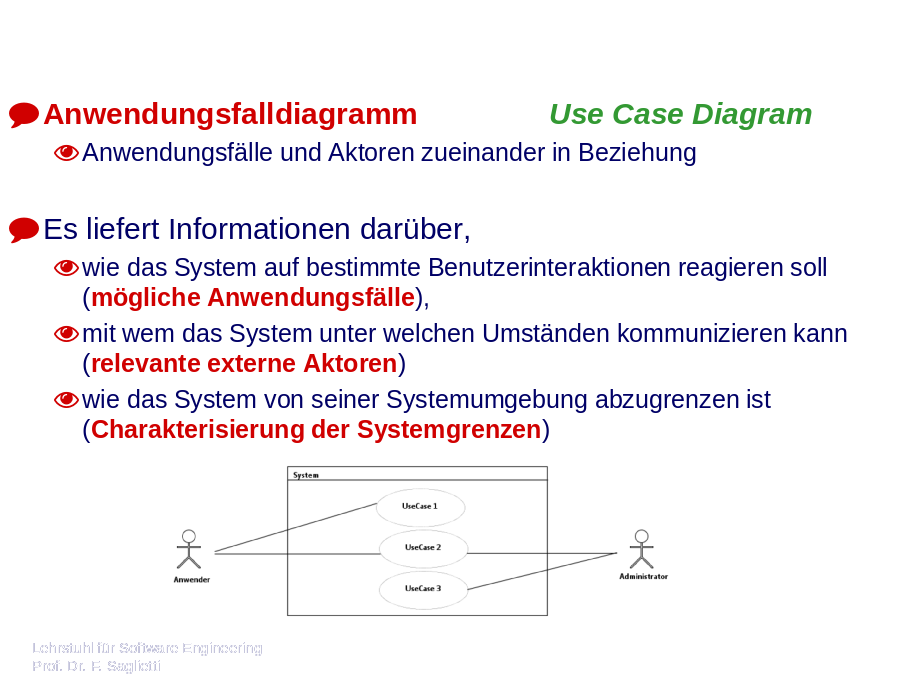 Anwendungsfalldiagramm Use Case Diagram
Anwendungsfälle und Aktoren zueinander in Beziehung
Es liefert Informationen darüber,
wie das System auf bestimmte Benutzerinteraktionen reagieren soll
(mögliche Anwendungsfälle),
mit wem das System unter welchen Umständen kommunizieren kann
(relevante externe Aktoren)
wie das System von seiner Systemumgebung abzugrenzen ist
(Charakterisierung der Systemgrenzen)
System
UseCase 1
UseCase 2
UseCase 3
Anwender
Administrator
Lehrstuhl für Software Engineering
Prof. Dr. F. Saglietti